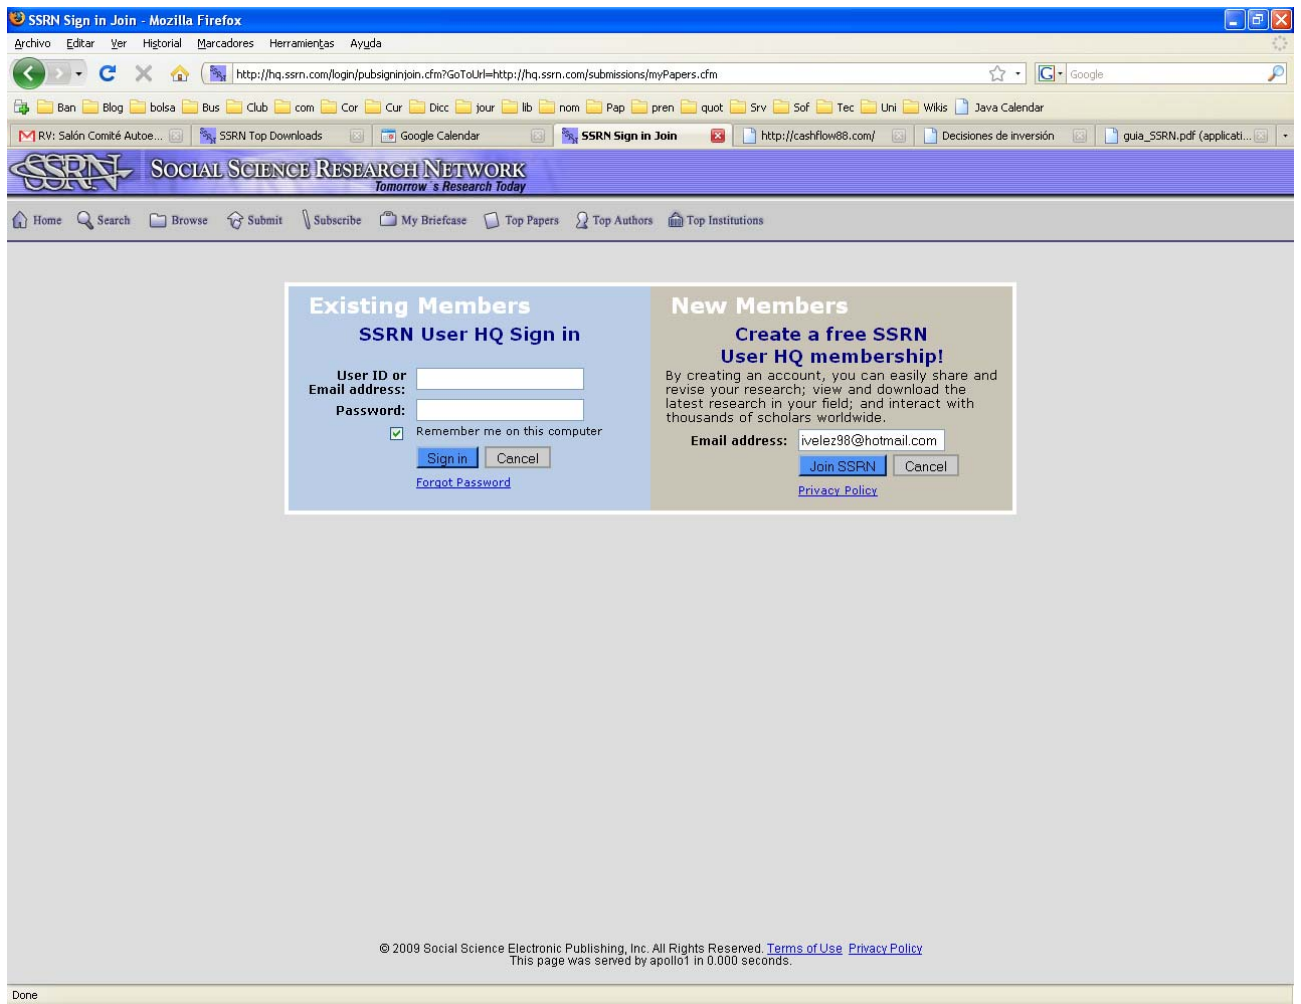 SSRN Sign in Join - Mozilla Firefox
Archivo Editar Ver Historial Marcadores Herramientas Ayuda
http://hq.ssrn.com/login/pubsigninjoin.cfm?GoToUrl=http://hq.ssrn.com/submissions/myPapers.cfm G Google
Ban Blog bolsa Bus Club com Cor Cur Dicc jour lib nom Pap pren quot Srv Sof Tec Uni Wikis Java Calendar
RV: Salón Comité Autoe... SSRN Top Downloads Google Calendar SSRN Sign in Join http://cashflow88.com/ Decisiones de inversión guia_SSRN.pdf (applicati...
SSRN SOCIAL SCIENCE RESEARCH NETWORK
Tomorrow´s Research Today
Home Search Browse Submit Subscribe My Briefcase Top Papers Top Authors Top Institutions
Existing Members
SSRN User HQ Sign in
User ID or
Email address:
Password:
Remember me on this computer
Sign in Cancel
Forgot Password
New Members
Create a free SSRN
User HQ membership!
By creating an account, you can easily share and
revise your research; view and download the
latest research in your field; and interact with
thousands of scholars worldwide.
Email address: ivelez98@hotmail.com
Join SSRN Cancel
Privacy Policy
© 2009 Social Science Electronic Publishing, Inc. All Rights Reserved. Terms of Use Privacy Policy
This page was served by apollo1 in 0.000 seconds.
Done